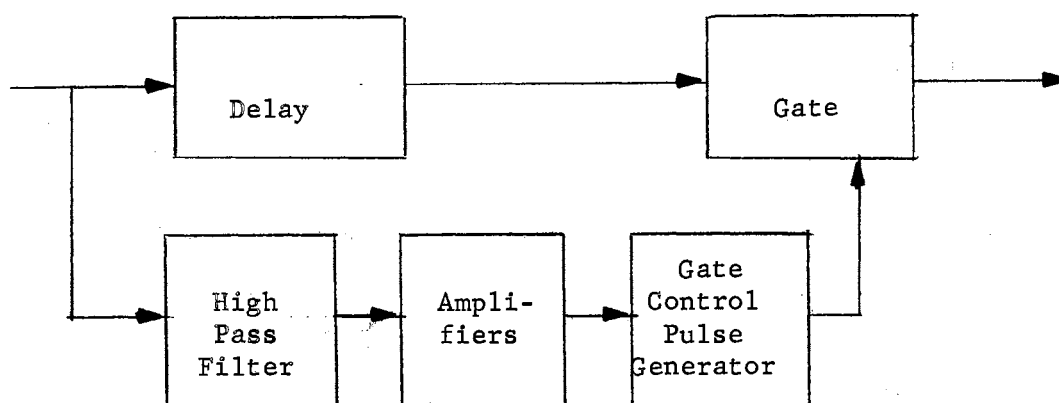 Delay
Gate
High
Pass
Filter
Ampli-
fiers
Gate
Control
Pulse
Generator